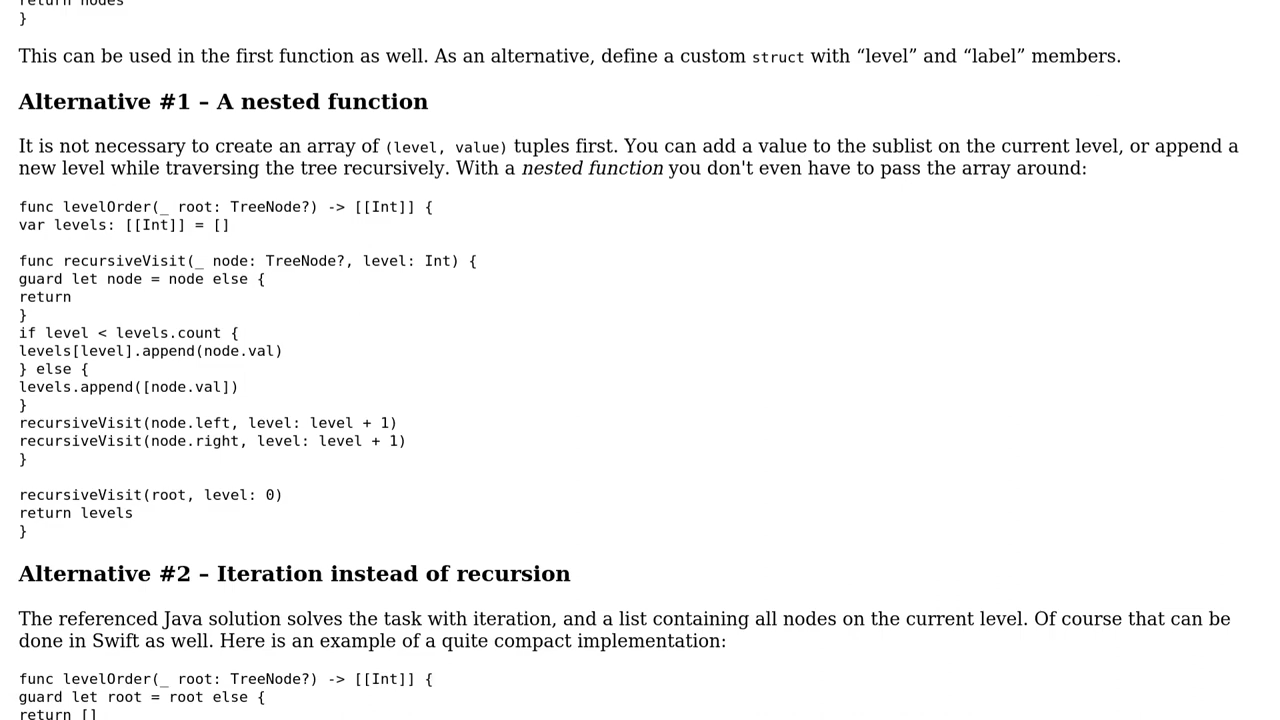 return nodes
}
This can be used in the first function as well. As an alternative, define a custom struct with “level” and “label” members.
Alternative #1 – A nested function
It is not necessary to create an array of (level, value) tuples first. You can add a value to the sublist on the current level, or append a
new level while traversing the tree recursively. With a nested function you don't even have to pass the array around:
func levelOrder(_ root: TreeNode?) -> [[Int]] {
var levels: [[Int]] = []
func recursiveVisit(_ node: TreeNode?, level: Int) {
guard let node = node else {
return
}
if level < levels.count {
levels[level].append(node.val)
} else {
levels.append([node.val])
}
recursiveVisit(node.left, level: level + 1)
recursiveVisit(node.right, level: level + 1)
}
recursiveVisit(root, level: 0)
return levels
}
Alternative #2 – Iteration instead of recursion
The referenced Java solution solves the task with iteration, and a list containing all nodes on the current level. Of course that can be
done in Swift as well. Here is an example of a quite compact implementation:
func levelOrder(_ root: TreeNode?) -> [[Int]] {
guard let root = root else {
return []